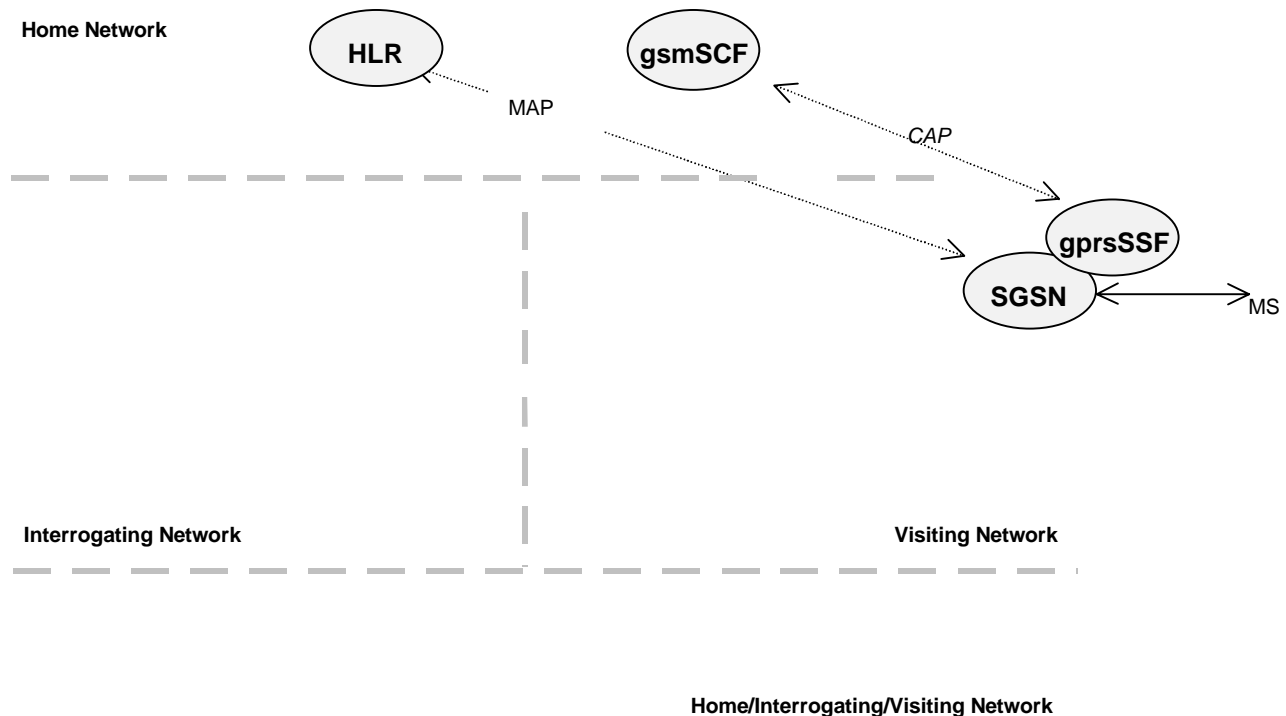 Home Network
HLR
gsmSCF
MAP
CAP
gprsSSF
SGSN
MS
Interrogating Network
Visiting Network
Home/Interrogating/Visiting Network